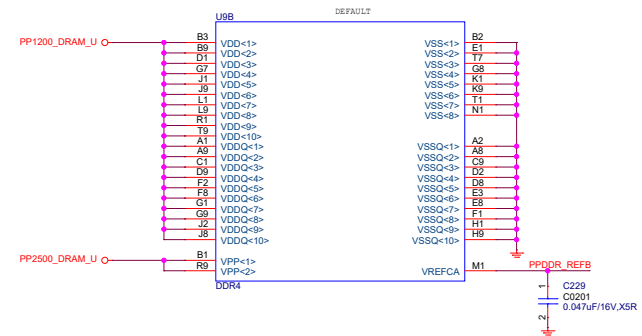 DEFAULT
U9B
PP1200_DRAM_U
B3 VDD<1> VSS<1> B2
B9 VDD<2> VSS<2> E1
D1 VDD<3> VSS<3> T7
G7 VDD<4> VSS<4> G8
J1 VDD<5> VSS<5> K1
J9 VDD<6> VSS<6> K9
L1 VDD<7> VSS<7> T1
L9 VDD<8> VSS<8> N1
R1 VDD<9>
T9 VDD<10>
A1 VDDQ<1> VSSQ<1> A2
A9 VDDQ<2> VSSQ<2> A8
C1 VDDQ<3> VSSQ<3> C9
D9 VDDQ<4> VSSQ<4> D2
F2 VDDQ<5> VSSQ<5> D8
F8 VDDQ<6> VSSQ<6> E3
G1 VDDQ<7> VSSQ<7> E8
G9 VDDQ<8> VSSQ<8> F1
J2 VDDQ<9> VSSQ<9> H1
J8 VDDQ<10> VSSQ<10> H9
PP2500_DRAM_U
B1 VPP<1>
R9 VPP<2> VREFCA M1 PPDDR_REFB
DDR4
1 C229
C0201
2 0.047uF/16V,X5R